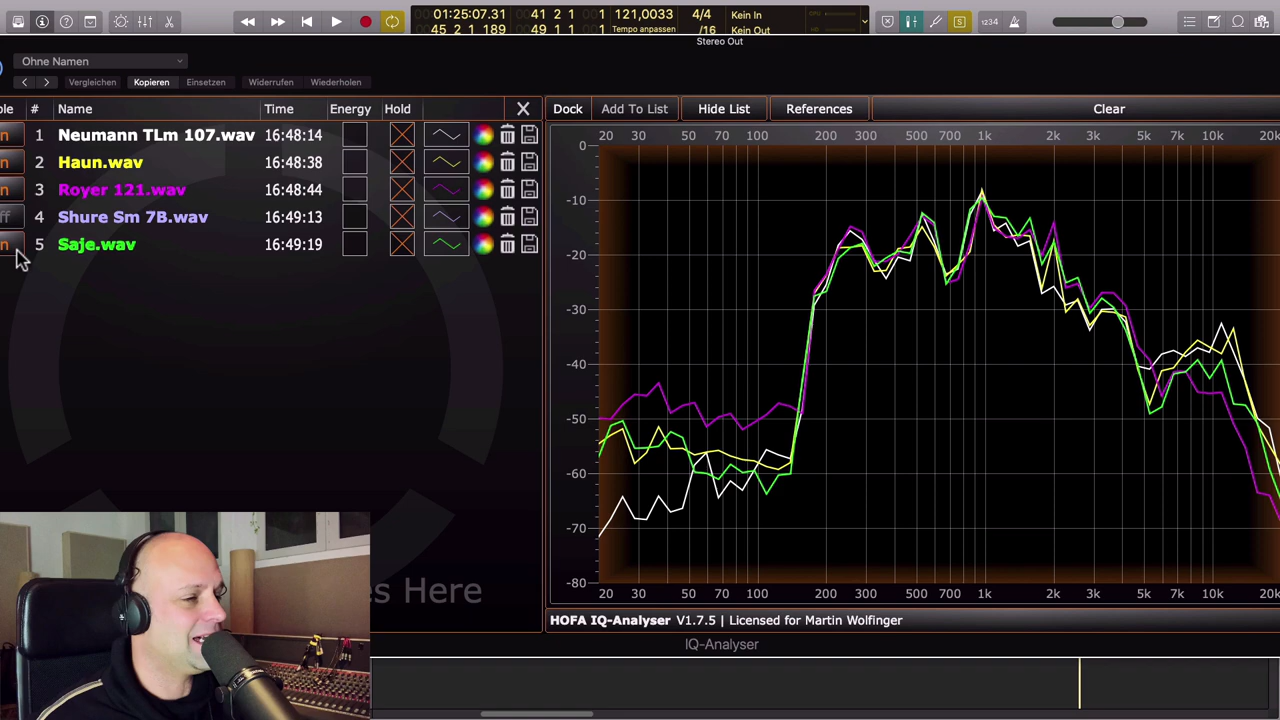 01:25:07.31 41 2 1 1 121,0033 4/4 Kein In
45 2 1 189 49 1 1 1 Tempo anpassen /16 Kein Out
1234
Stereo Out
Ohne Namen
Vergleichen Kopieren Einsetzen Widerrufen Wiederholen
# Name Time Energy Hold X
1 Neumann TLm 107.wav 16:48:14
2 Haun.wav 16:48:38
3 Royer 121.wav 16:48:44
4 Shure Sm 7B.wav 16:49:13
5 Saje.wav 16:49:19
Dock Add To List Hide List References Clear
20 30 50 70 100 200 300 500 700 1k 2k 3k 5k 7k 10k 20k
0
-10
-20
-30
-40
-50
-60
-70
-80
20 30 50 70 100 200 300 500 700 1k 2k 3k 5k 7k 10k 20k
s Here
HOFA IQ-Analyser V1.7.5 | Licensed for Martin Wolfinger
IQ-Analyser